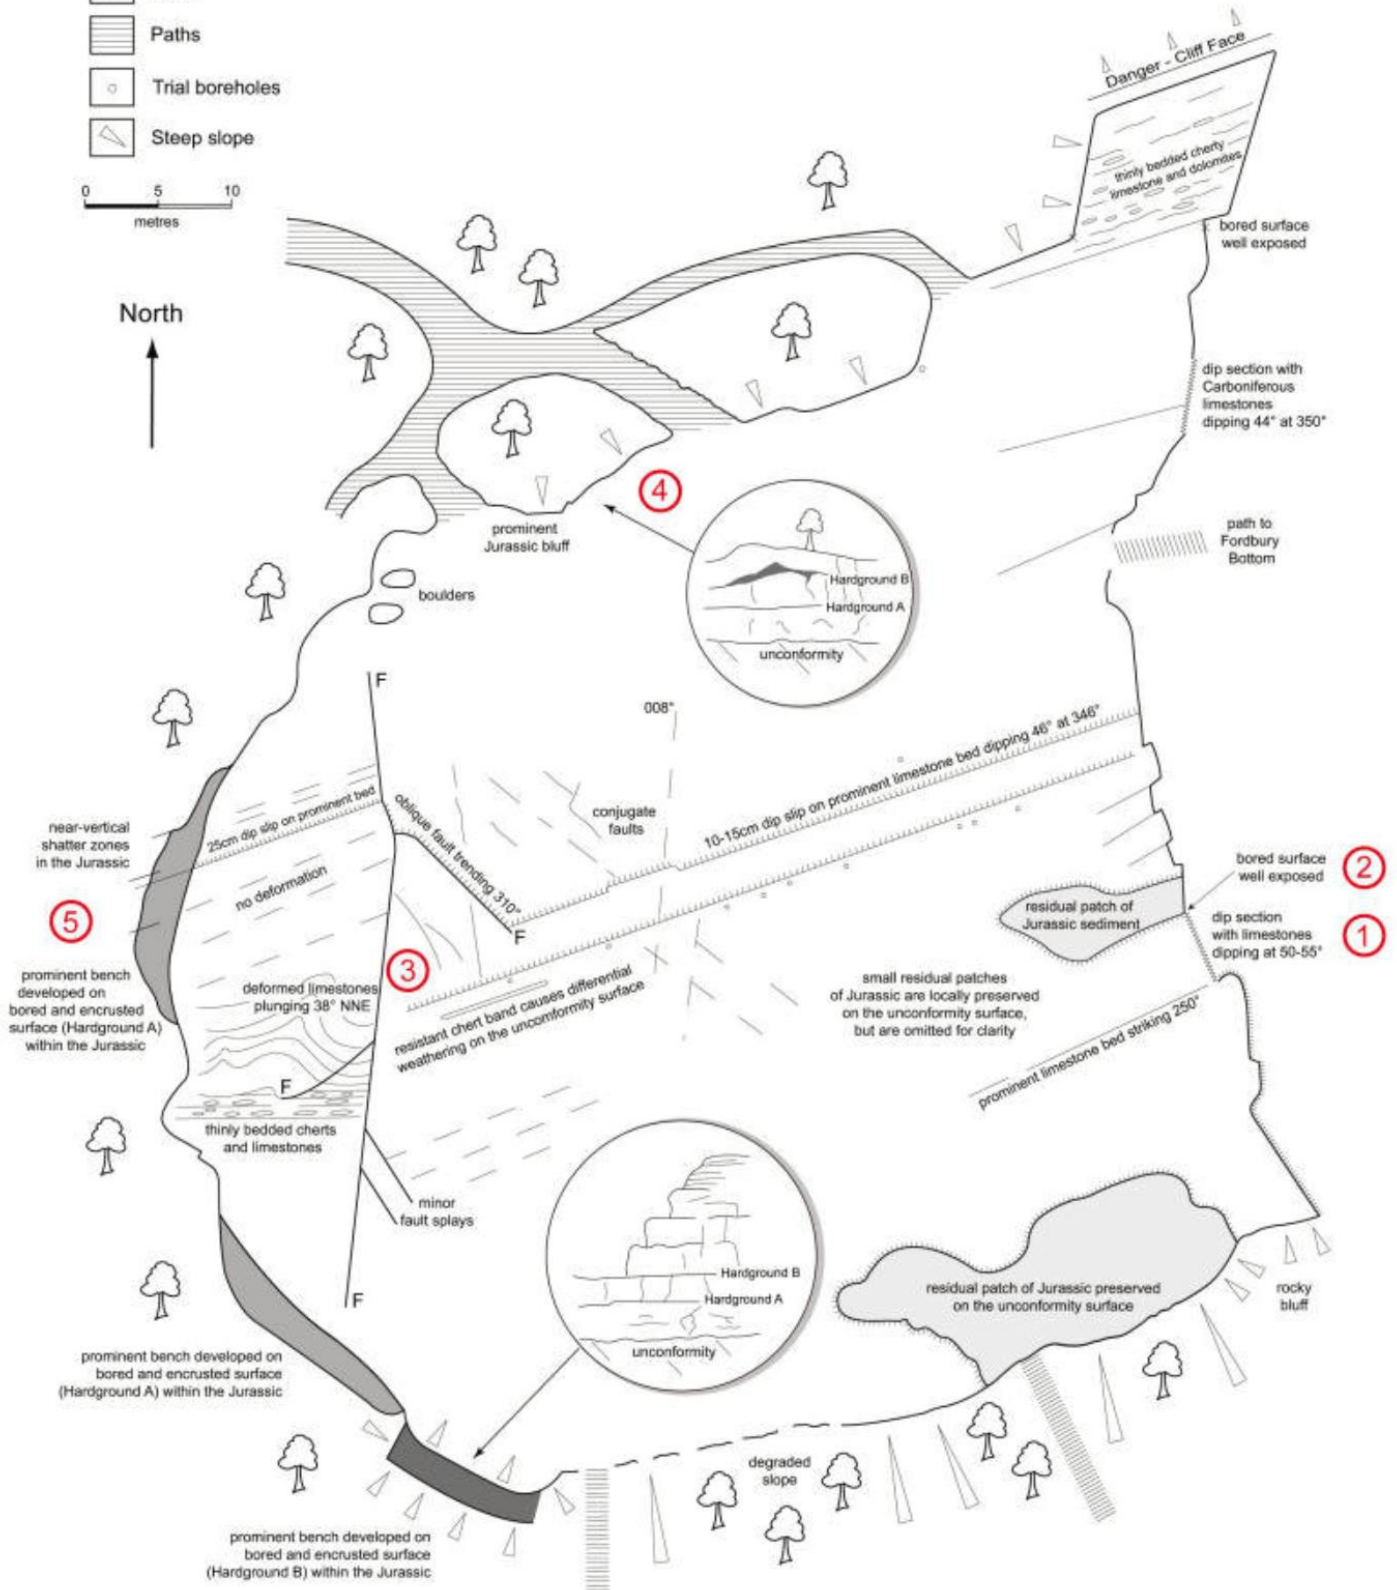 Paths
Trial boreholes
Steep slope
0 5 10
metres
North
Danger - Cliff Face
thinly bedded cherty
limestone and dolomites
bored surface
well exposed
dip section with
Carboniferous
limestones
dipping 44° at 350°
path to
Fordbury
Bottom
4
prominent
Jurassic bluff
boulders
Hardground B
Hardground A
unconformity
F
008°
10-15cm dip slip on prominent limestone bed dipping 46° at 346°
conjugate
faults
oblique fault trending 310°
F
25cm dip slip on prominent bed
near-vertical
shatter zones
in the Jurassic
no deformation
5
prominent bench
developed on
bored and encrusted
surface (Hardground A)
within the Jurassic
3
deformed limestones
plunging 38° NNE
resistant chert band causes differential
weathering on the uncomformity surface
small residual patches
of Jurassic are locally preserved
on the unconformity surface,
but are omitted for clarity
residual patch of
Jurassic sediment
bored surface
well exposed
2
dip section
with limestones
dipping at 50-55°
1
prominent limestone bed striking 250°
F
thinly bedded cherts
and limestones
minor
fault splays
F
Hardground B
Hardground A
unconformity
residual patch of Jurassic preserved
on the unconformity surface
rocky
bluff
prominent bench developed on
bored and encrusted surface
(Hardground A) within the Jurassic
degraded
slope
prominent bench developed on
bored and encrusted surface
(Hardground B) within the Jurassic